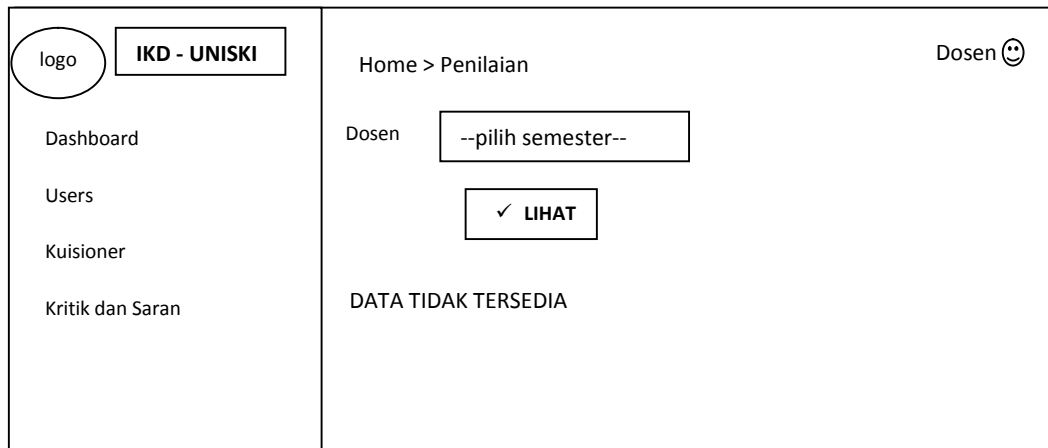 logo
IKD - UNISKI
Dashboard
Users
Kuisioner
Kritik dan Saran
Home > Penilaian
Dosen
Dosen
--pilih semester--
✓ LIHAT
DATA TIDAK TERSEDIA